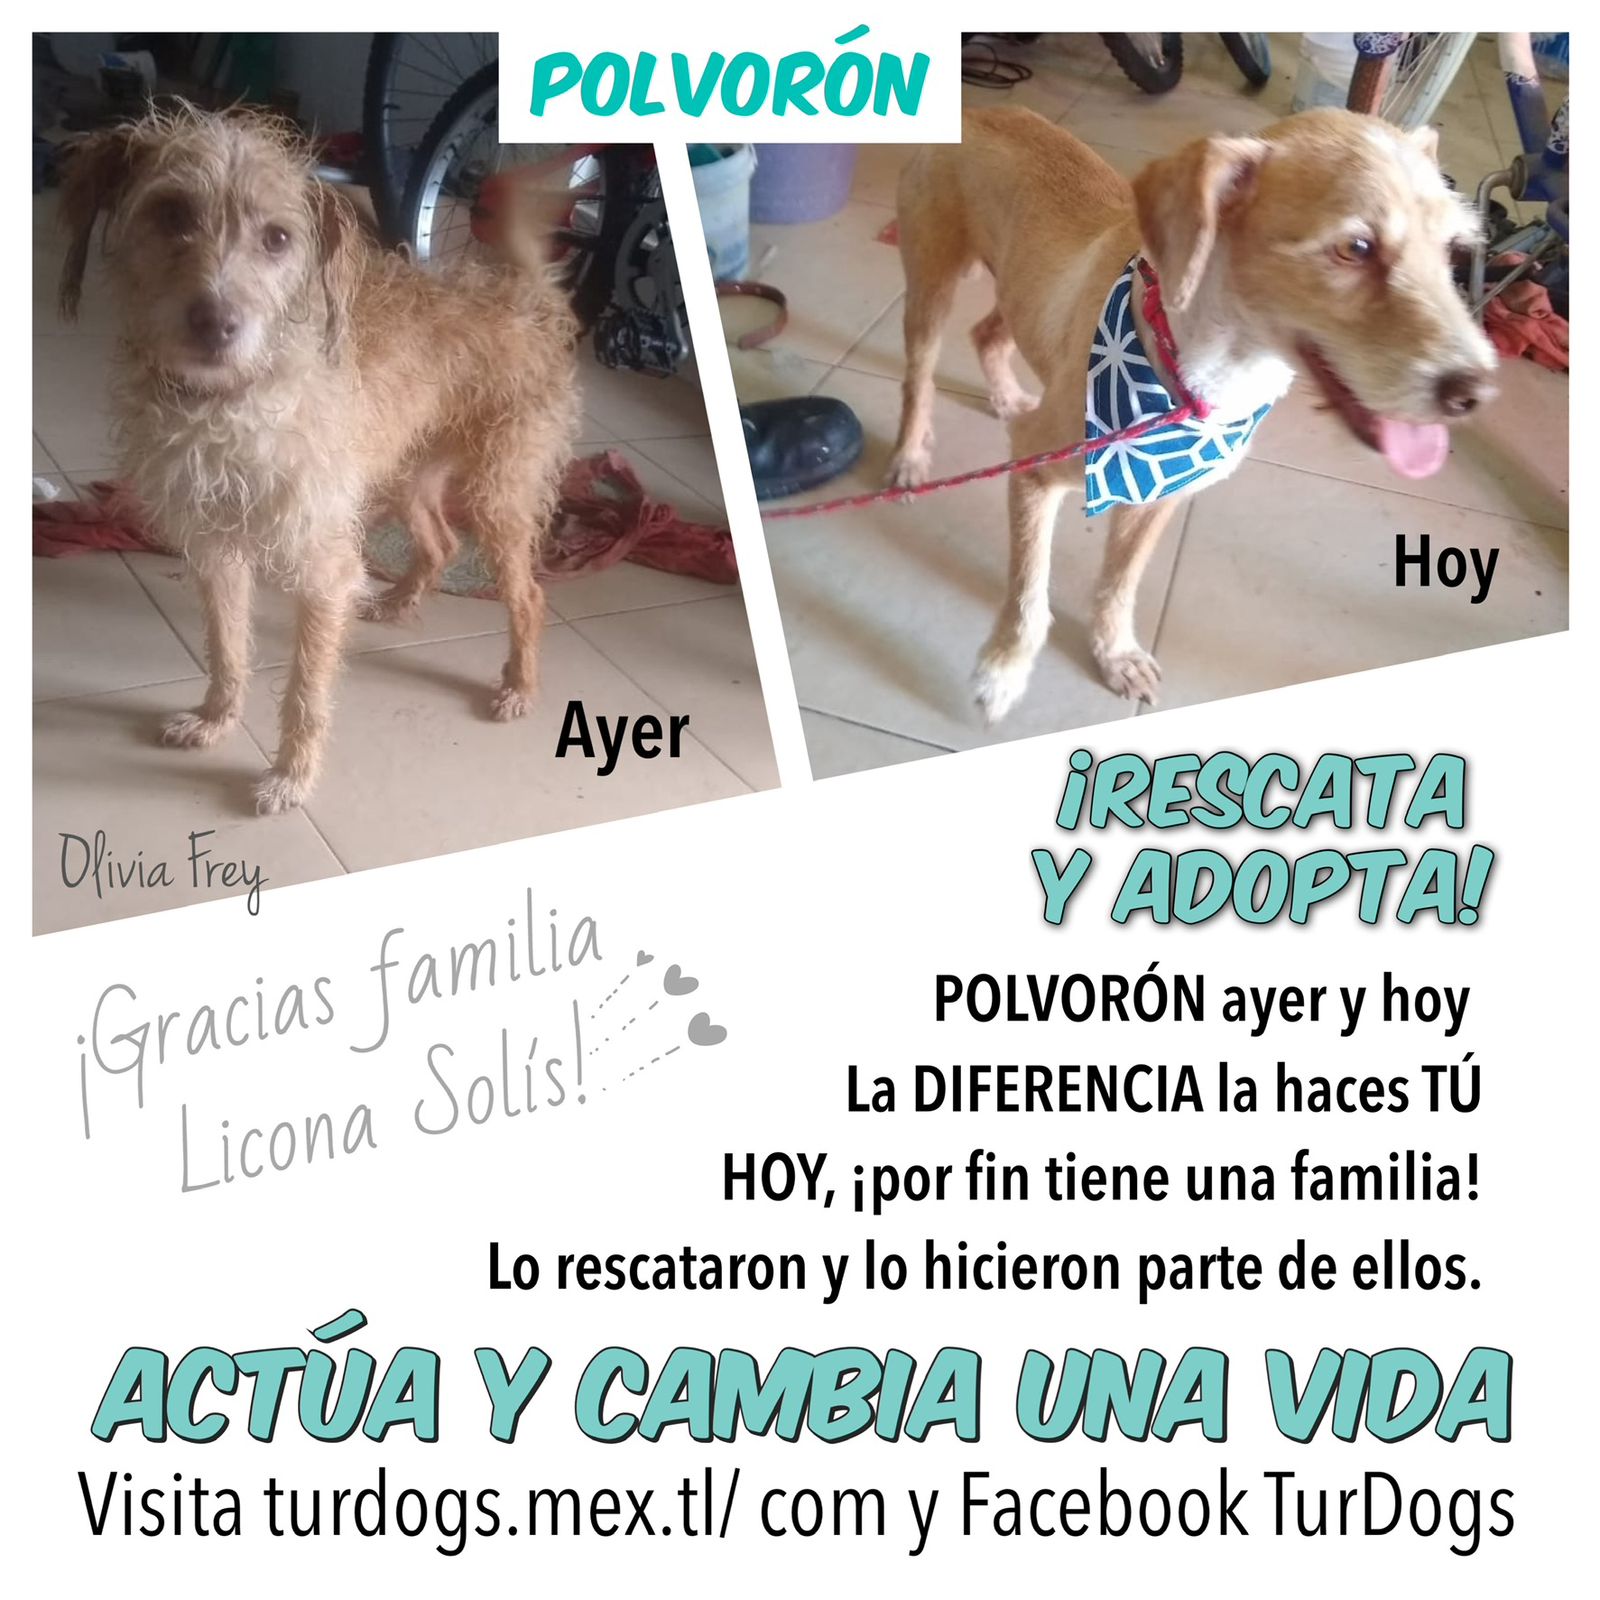 POLVORÓN
Ayer
Hoy
Olivia Frey
¡Gracias familia
Licona Solís!
¡RESCATA
Y ADOPTA!
POLVORÓN ayer y hoy
La DIFERENCIA la haces TÚ
HOY, ¡por fin tiene una familia!
Lo rescataron y lo hicieron parte de ellos.
ACTÚA Y CAMBIA UNA VIDA
Visita turdogs.mex.tl/ com y Facebook TurDogs